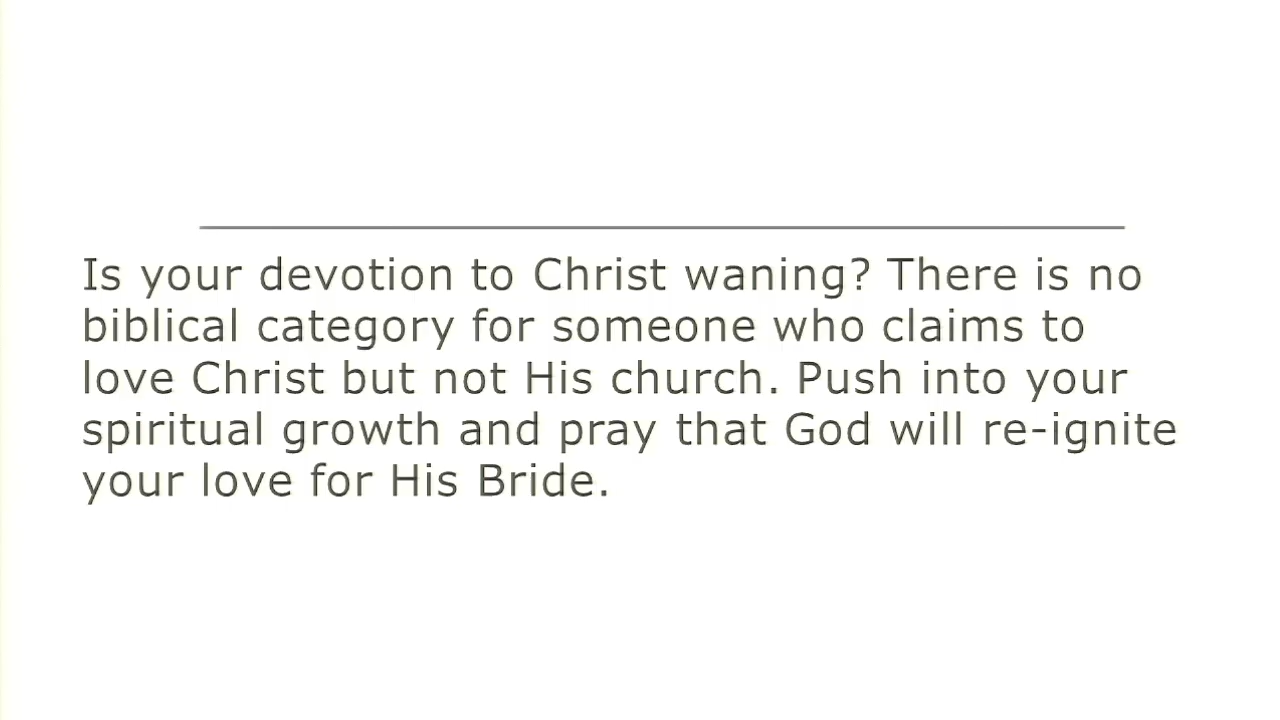 Is your devotion to Christ waning? There is no
biblical category for someone who claims to
love Christ but not His church. Push into your
spiritual growth and pray that God will re-ignite
your love for His Bride.